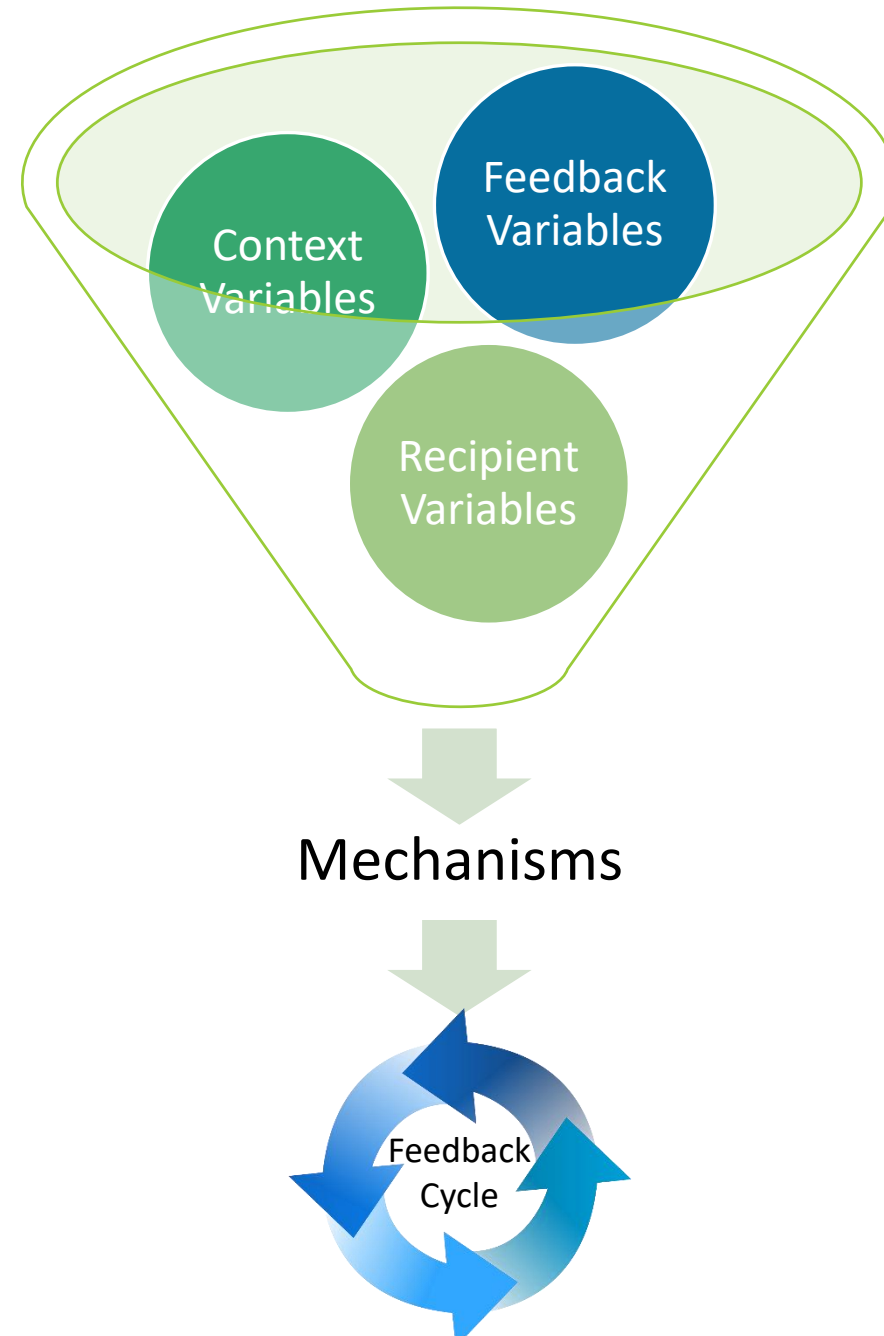 Feedback
Variables
Context
Variables
Recipient
Variables
Mechanisms
Feedback
Cycle